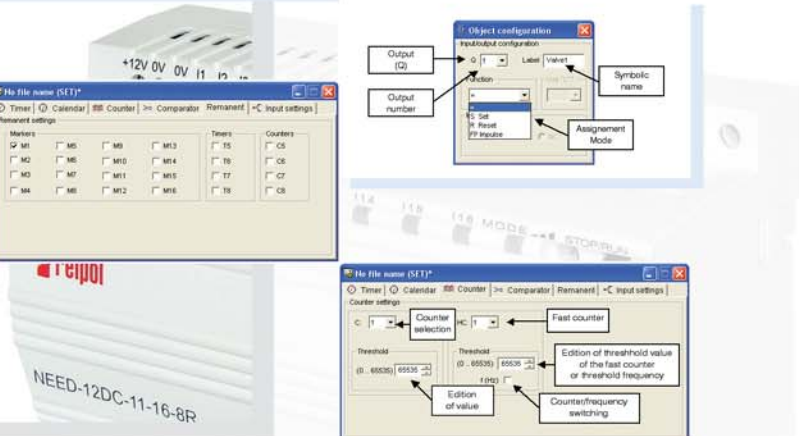 +12V 0V 0V I1 I2
No file name (SET)*
Timer Calendar Counter Comparator Remanent Input settings
Remanent settings
Markers
Timers
Counters
M1 M5 M9 M13 T5 C5
M2 M6 M10 M14 T6 C6
M3 M7 M11 M15 T7 C7
M4 M8 M12 M16 T8 C8
Relpol
NEED-12DC-11-16-8R
Object configuration
Input/output configuration
Output
(Q)
Q 1 Label Valve1
Symbolic
name
Function
Output
number
=
=
S Set
R Reset
FP Impulse
Assignement
Mode
I14 I15 I16 MODE STOP/RUN
No file name (SET)*
Timer Calendar Counter Comparator Remanent Input settings
Counter settings
C: 1
Counter
selection
HC 1
Fast counter
Threshold
(0 .. 65535) 65535
Threshold
(0 .. 65535) 65535
f (Hz)
Edition of threshhold value
of the fast counter
or threshold frequency
Edition
of value
Counter/frequency
switching